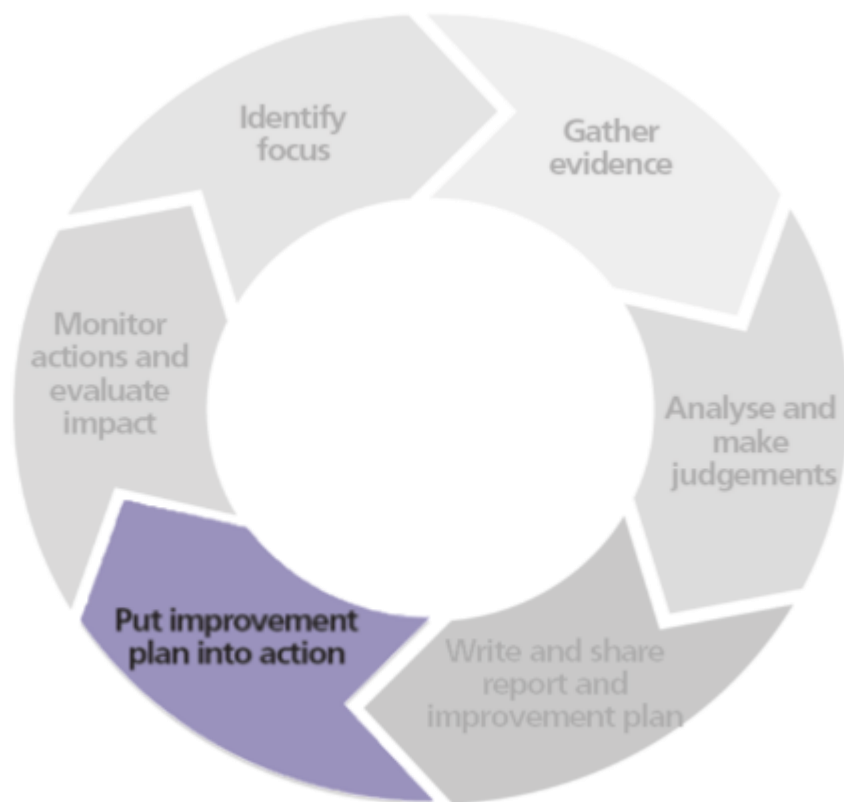 Identify
focus
Gather
evidence
Analyse and
make
judgements
Write and share
report and
improvement plan
Put improvement
plan into action
Monitor
actions and
evaluate
impact